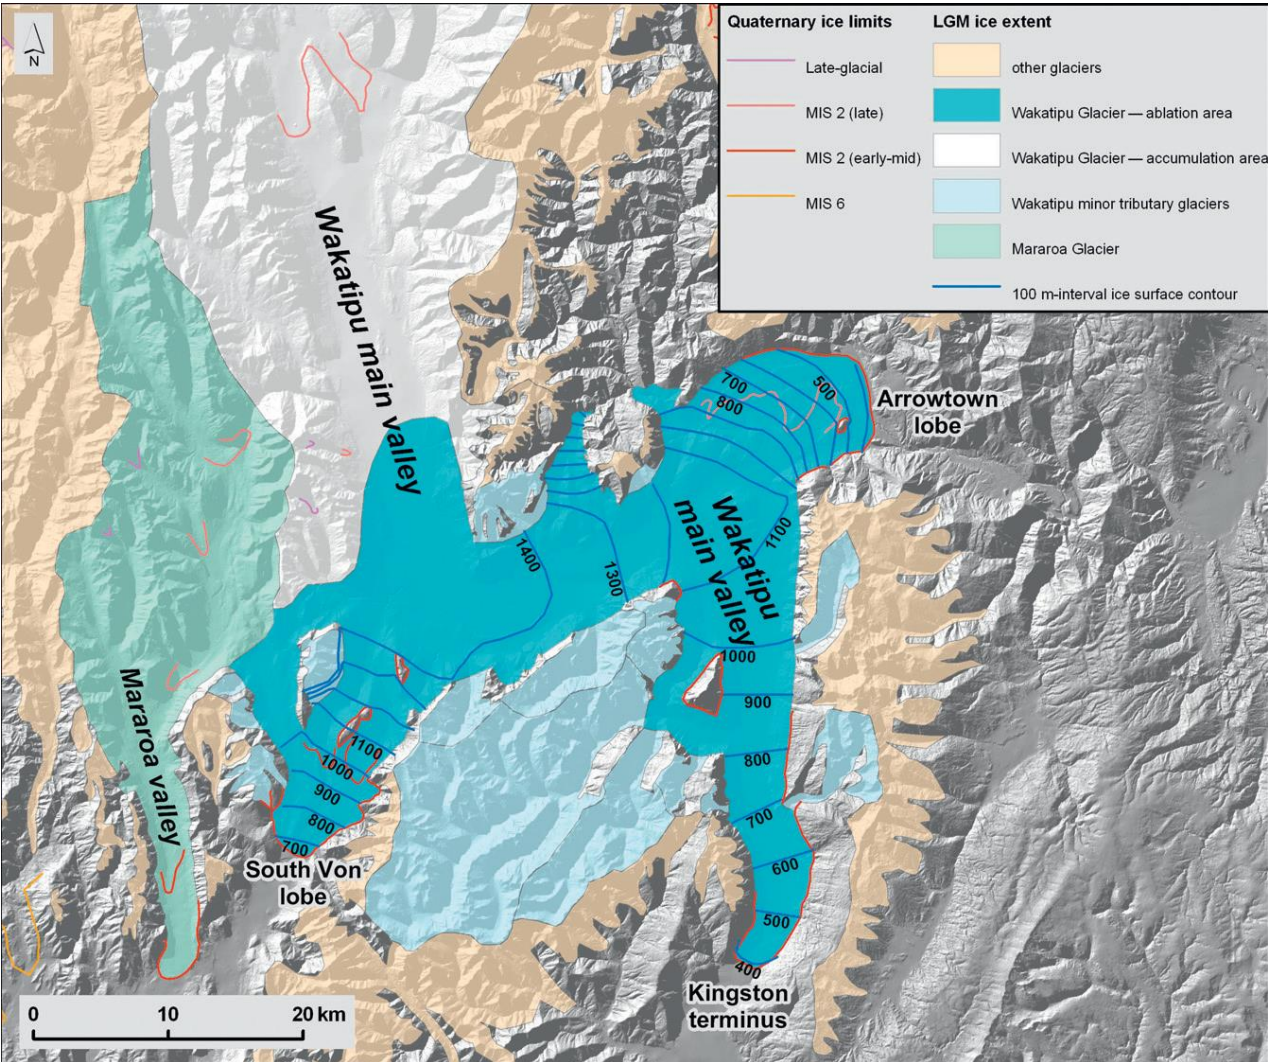 N
Quaternary ice limits
Late-glacial
MIS 2 (late)
MIS 2 (early-mid)
MIS 6
LGM ice extent
other glaciers
Wakatipu Glacier — ablation area
Wakatipu Glacier — accumulation area
Wakatipu minor tributary glaciers
Mararoa Glacier
100 m-interval ice surface contour
Wakatipu main valley
700
800
500
Arrowtown
lobe
Wakatipu
main valley
1100
1400
1300
1000
900
800
700
600
500
400
Kingston
terminus
Mararoa valley
1100
1000
900
800
700
South Von
lobe
0
10
20 km